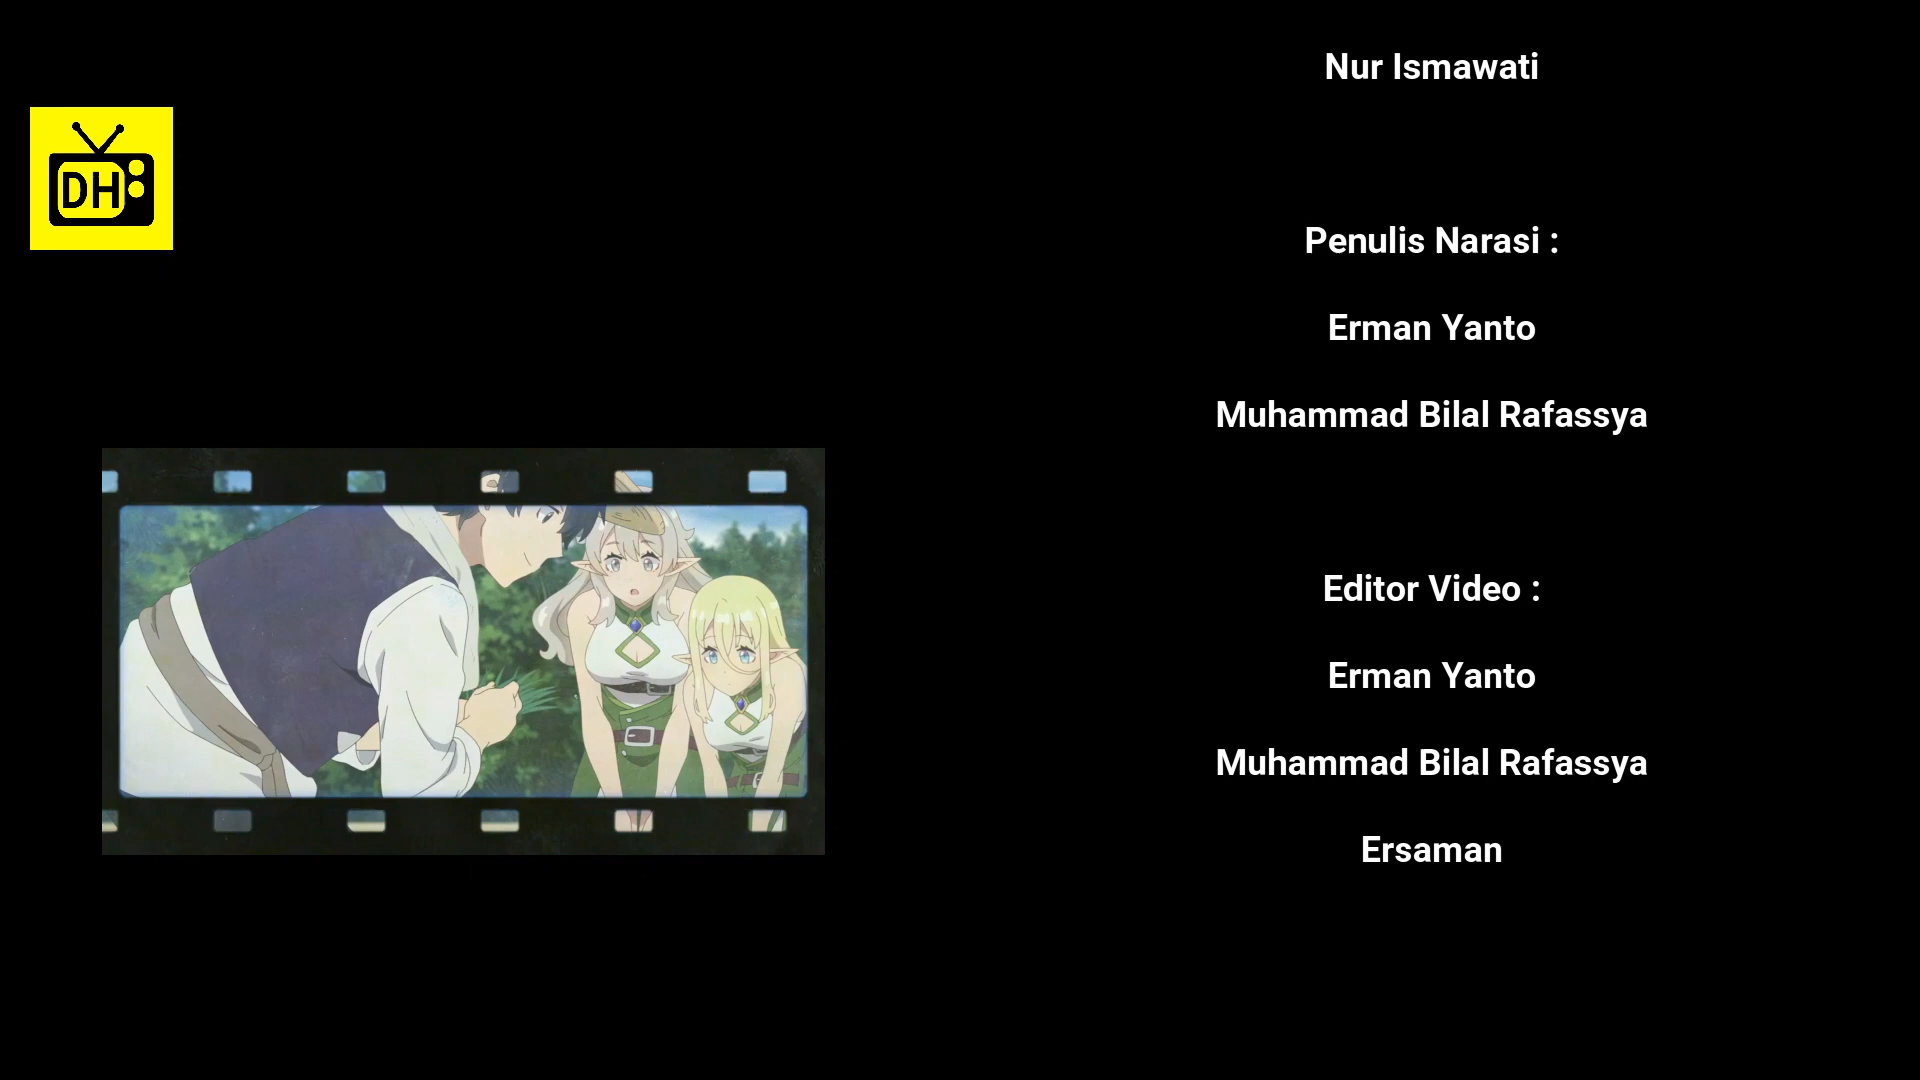 DH
Nur Ismawati
Penulis Narasi :
Erman Yanto
Muhammad Bilal Rafassya
Editor Video :
Erman Yanto
Muhammad Bilal Rafassya
Ersaman